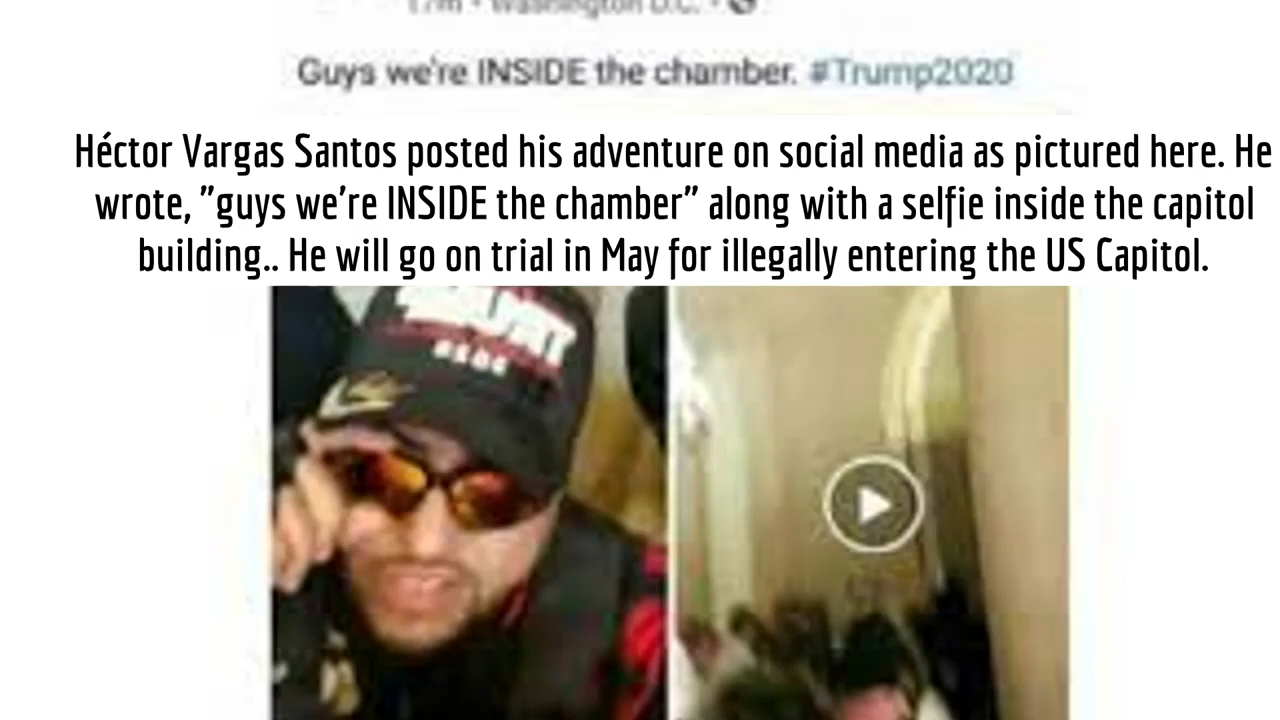 17m • Washington D.C. •
Guys we're INSIDE the chamber. #Trump2020
Héctor Vargas Santos posted his adventure on social media as pictured here. He
wrote, "guys we're INSIDE the chamber" along with a selfie inside the capitol
building.. He will go on trial in May for illegally entering the US Capitol.